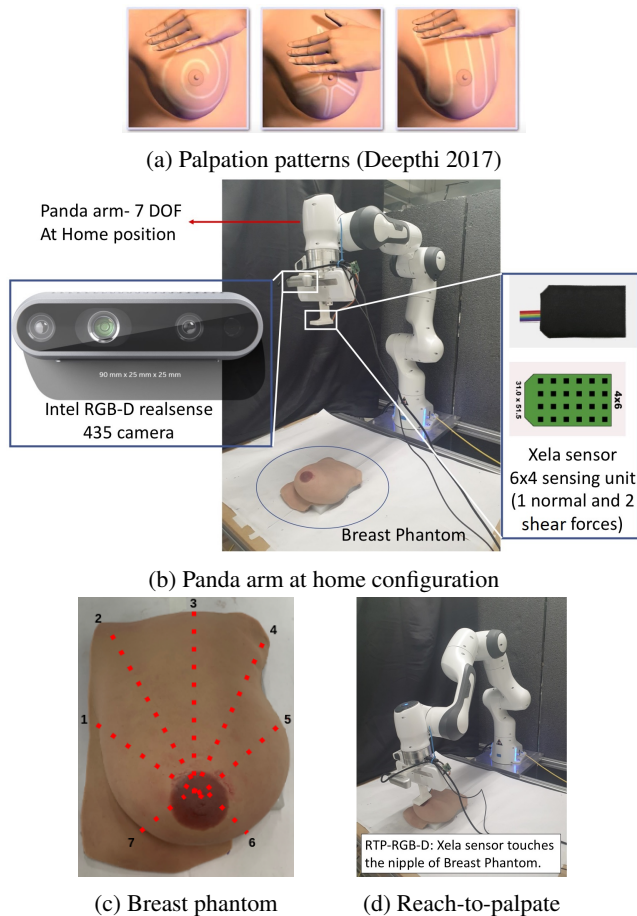 (a) Palpation patterns (Deepthi 2017)
Panda arm- 7 DOF
At Home position
90 mm x 25 mm x 25 mm
Intel RGB-D realsense
435 camera
31.0 x 51.5
4x6
Xela sensor
6x4 sensing unit
(1 normal and 2
shear forces)
Breast Phantom
(b) Panda arm at home configuration
1
2
3
4
5
6
7
RTP-RGB-D: Xela sensor touches
the nipple of Breast Phantom.
(c) Breast phantom
(d) Reach-to-palpate